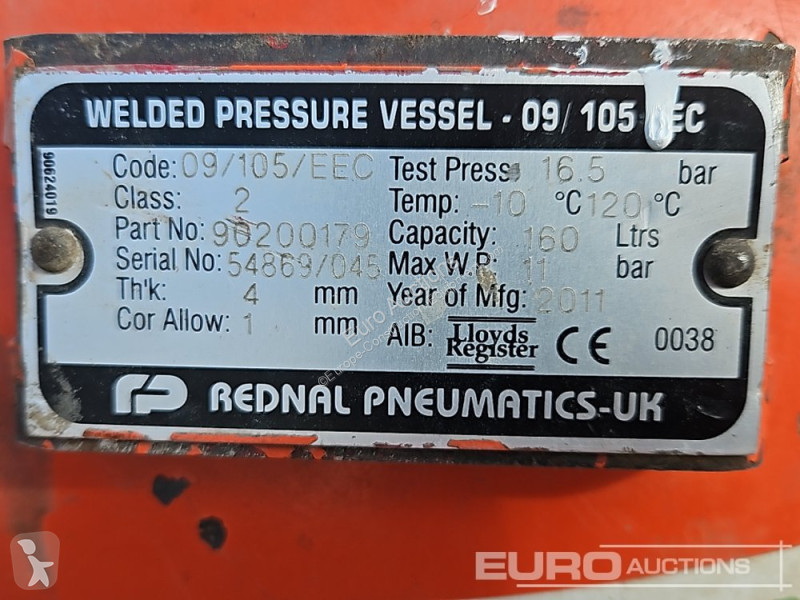 WELDED PRESSURE VESSEL - 09/105 EEC
90624019
Code: 09/105/EEC Test Press: 16.5 bar
Class: 2 Temp: -10 °C 120 °C
Part No: 90200179 Capacity: 160 Ltrs
Serial No: 54869/045 Max W.P: 11 bar
Th'k: 4 mm Year of Mfg: 2011
Cor Allow: 1 mm AIB: Lloyds Register CE 0038
RP REDNAL PNEUMATICS-UK
EURO AUCTIONS